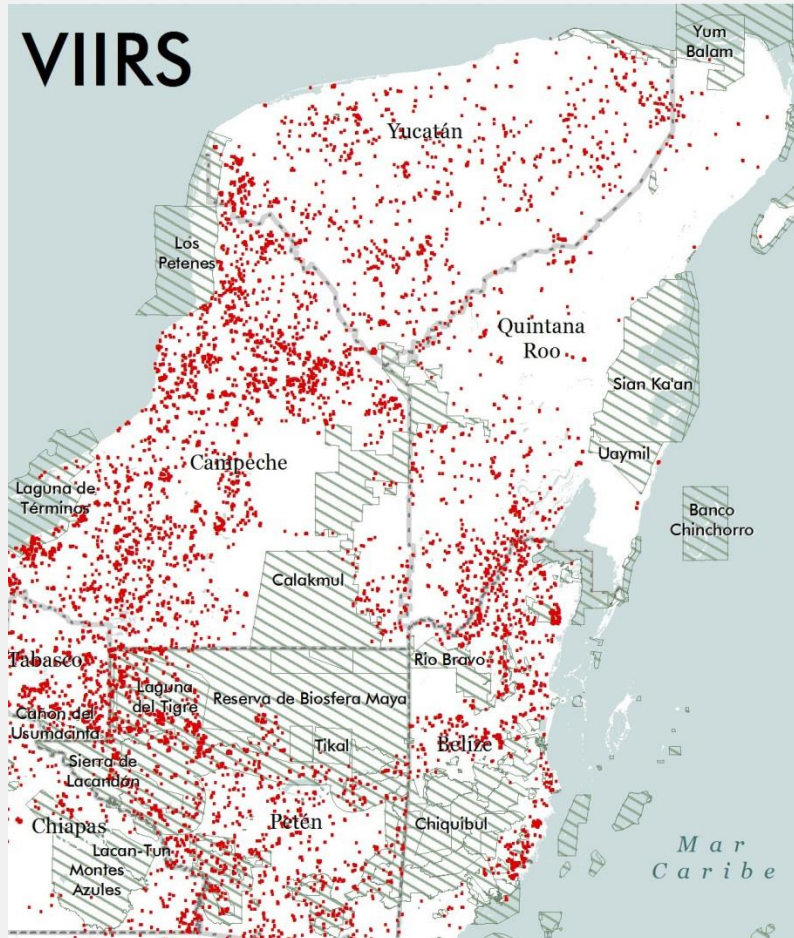 VIIRS
Yum
Balam
Yucatán
Los
Petenes
Quintana
Roo
Sian Ka'an
Uaymil
Campeche
Laguna de
Términos
Banco
Chinchorro
Calakmul
Tabasco
Rio Bravo
Laguna
del Tigre
Reserva de Biosfera Maya
Cañon del
Usumacinta
Tikal
Belize
Sierra de
Lacandón
Chiapas
Petén
Chiquibul
Lacan-Tun
Montes
Azules
Mar
Caribe